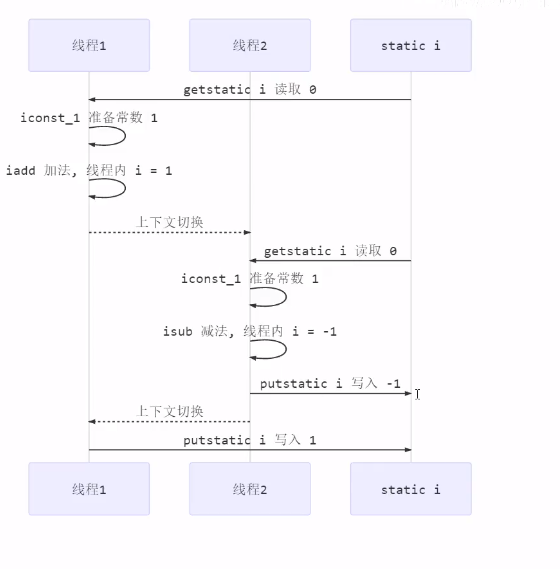 线程1
线程2
static i
getstatic i 读取 0
iconst_1 准备常数 1
iadd 加法, 线程内 i = 1
上下文切换
getstatic i 读取 0
iconst_1 准备常数 1
isub 减法, 线程内 i = -1
putstatic i 写入 -1
上下文切换
putstatic i 写入 1
线程1
线程2
static i